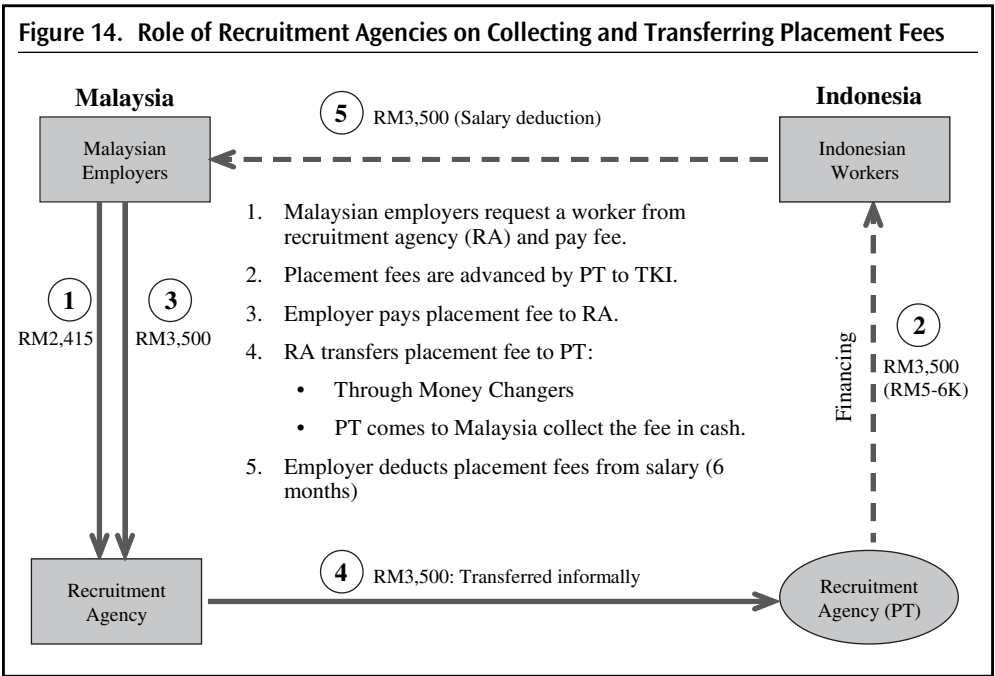 Figure 14. Role of Recruitment Agencies on Collecting and Transferring Placement Fees
Malaysia
Indonesia
5
RM3,500 (Salary deduction)
Malaysian
Employers
Indonesian
Workers
1. Malaysian employers request a worker from
recruitment agency (RA) and pay fee.
2. Placement fees are advanced by PT to TKI.
3. Employer pays placement fee to RA.
4. RA transfers placement fee to PT:
• Through Money Changers
• PT comes to Malaysia collect the fee in cash.
5. Employer deducts placement fees from salary (6
months)
1
RM2,415
3
RM3,500
Financing
2
RM3,500
(RM5-6K)
Recruitment
Agency
4
RM3,500: Transferred informally
Recruitment
Agency (PT)